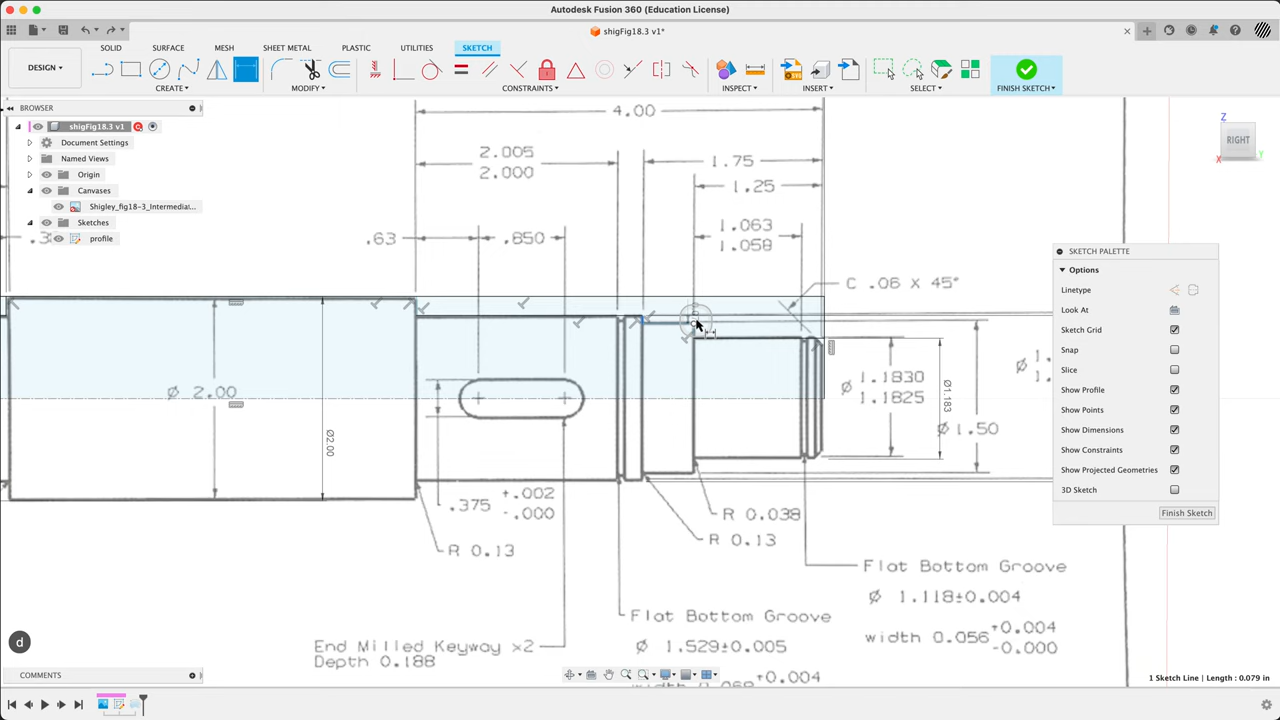 Autodesk Fusion 360 (Education License)
shigFig18.3 v1*
DESIGN
SOLID SURFACE MESH SHEET METAL PLASTIC UTILITIES SKETCH
CREATE MODIFY CONSTRAINTS INSPECT INSERT SELECT FINISH SKETCH
BROWSER
shigFig18.3 v1
Document Settings
Named Views
Origin
Canvases
Shigley_fig18-3_Intermediat...
Sketches
profile
Z
RIGHT
X
Y
4.00
2.005
2.000
1.75
1.25
1.063
1.058
.63
.850
C .06 X 45°
Ø 2.00
Ø2.00
Ø 1.1830
1.1825
Ø1.183
Ø 1.50
.375 +.002
-.000
R 0.13
R 0.038
R 0.13
Flat Bottom Groove
Ø 1.118±0.004
width 0.056 +0.004
-0.000
Flat Bottom Groove
Ø 1.529±0.005
+0.004
End Milled Keyway x2
Depth 0.188
SKETCH PALETTE
Options
Linetype
Look At
Sketch Grid
Snap
Slice
Show Profile
Show Points
Show Dimensions
Show Constraints
Show Projected Geometries
3D Sketch
Finish Sketch
d
COMMENTS
1 Sketch Line | Length : 0.079 in